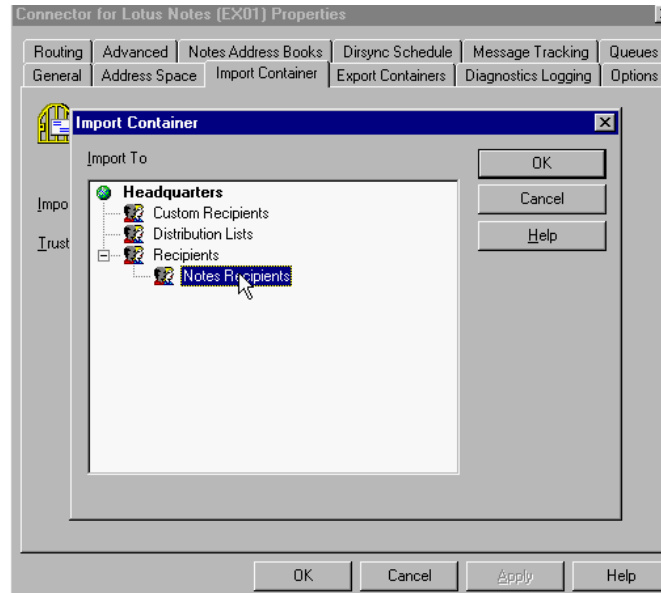 Connector for Lotus Notes (EX01) Properties
Routing Advanced Notes Address Books Dirsync Schedule Message Tracking Queues
General Address Space Import Container Export Containers Diagnostics Logging Options
Import Container
Import To
OK
Headquarters
Cancel
Custom Recipients
Impo
Distribution Lists
Help
Trust
Recipients
Notes Recipients
OK Cancel Apply Help